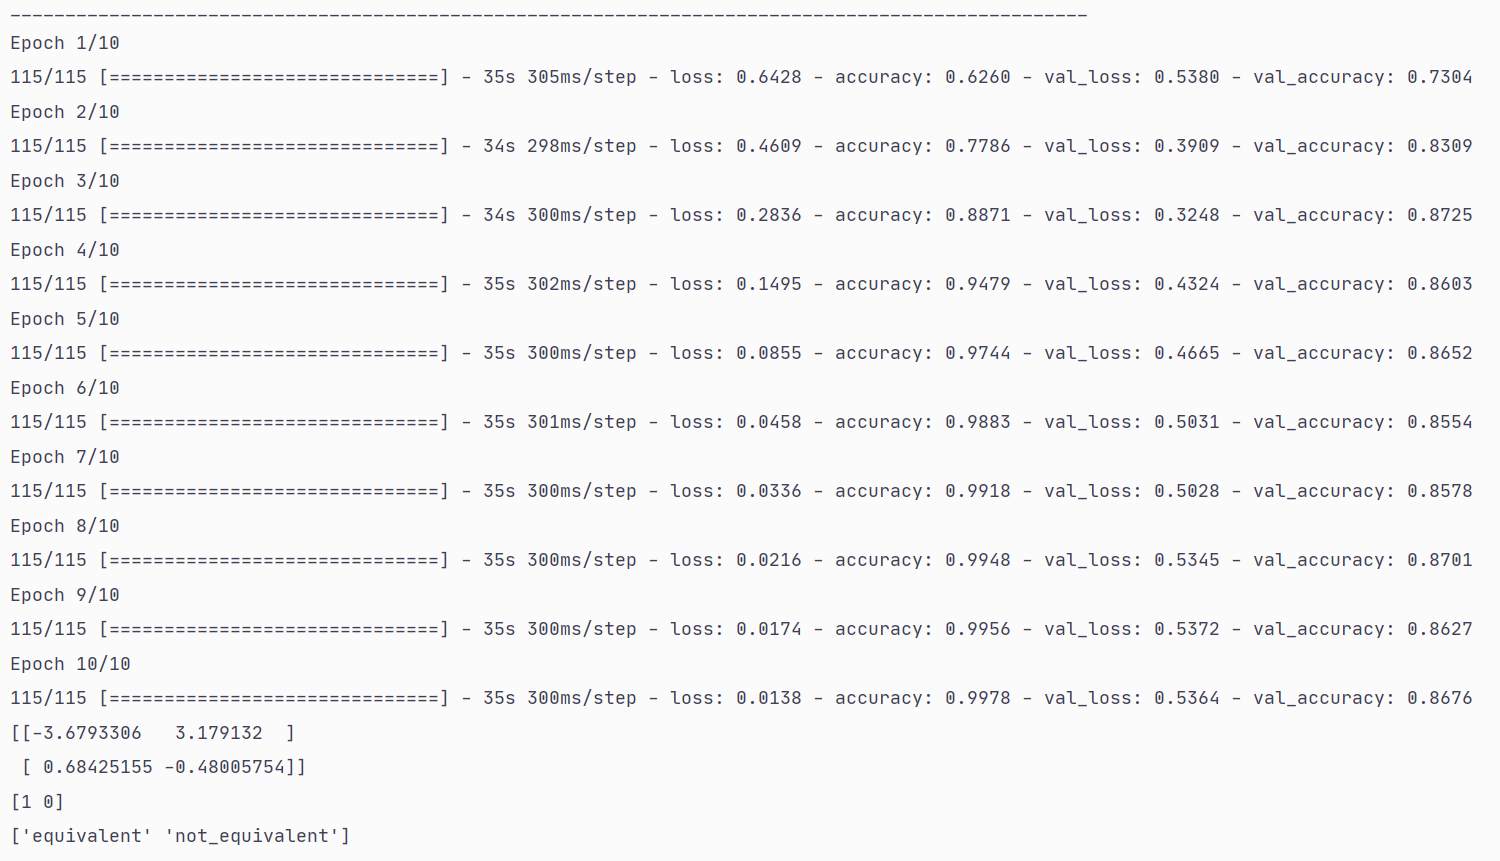 __________________________________________________________________________________________________
Epoch 1/10
115/115 [==============================] - 35s 305ms/step - loss: 0.6428 - accuracy: 0.6260 - val_loss: 0.5380 - val_accuracy: 0.7304
Epoch 2/10
115/115 [==============================] - 34s 298ms/step - loss: 0.4609 - accuracy: 0.7786 - val_loss: 0.3909 - val_accuracy: 0.8309
Epoch 3/10
115/115 [==============================] - 34s 300ms/step - loss: 0.2836 - accuracy: 0.8871 - val_loss: 0.3248 - val_accuracy: 0.8725
Epoch 4/10
115/115 [==============================] - 35s 302ms/step - loss: 0.1495 - accuracy: 0.9479 - val_loss: 0.4324 - val_accuracy: 0.8603
Epoch 5/10
115/115 [==============================] - 35s 300ms/step - loss: 0.0855 - accuracy: 0.9744 - val_loss: 0.4665 - val_accuracy: 0.8652
Epoch 6/10
115/115 [==============================] - 35s 301ms/step - loss: 0.0458 - accuracy: 0.9883 - val_loss: 0.5031 - val_accuracy: 0.8554
Epoch 7/10
115/115 [==============================] - 35s 300ms/step - loss: 0.0336 - accuracy: 0.9918 - val_loss: 0.5028 - val_accuracy: 0.8578
Epoch 8/10
115/115 [==============================] - 35s 300ms/step - loss: 0.0216 - accuracy: 0.9948 - val_loss: 0.5345 - val_accuracy: 0.8701
Epoch 9/10
115/115 [==============================] - 35s 300ms/step - loss: 0.0174 - accuracy: 0.9956 - val_loss: 0.5372 - val_accuracy: 0.8627
Epoch 10/10
115/115 [==============================] - 35s 300ms/step - loss: 0.0138 - accuracy: 0.9978 - val_loss: 0.5364 - val_accuracy: 0.8676
[[-3.6793306   3.179132  ]
 [ 0.68425155 -0.48005754]]
[1 0]
['equivalent' 'not_equivalent']